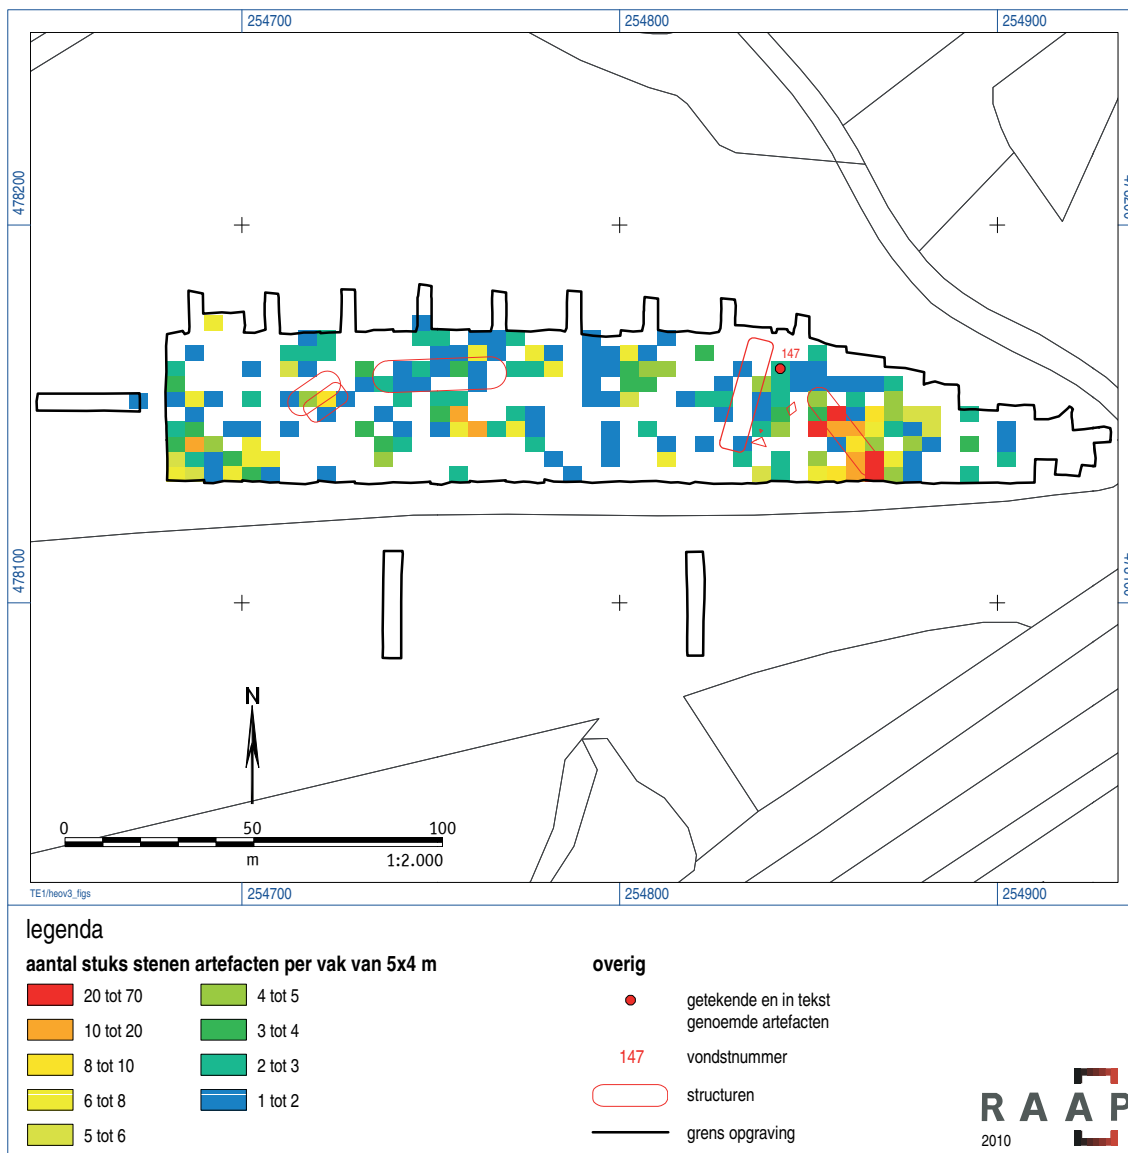 254700
254800
254900
478200
478200
147
478100
478100
N
0
50
100
m
1:2.000
TE1/heov3_figs
254700
254800
254900
legenda
aantal stuks stenen artefacten per vak van 5x4 m
20 tot 70
10 tot 20
8 tot 10
6 tot 8
5 tot 6
4 tot 5
3 tot 4
2 tot 3
1 tot 2
overig
getekende en in tekst
genoemde artefacten
147
vondstnummer
structuren
grens opgraving
RAAP
2010